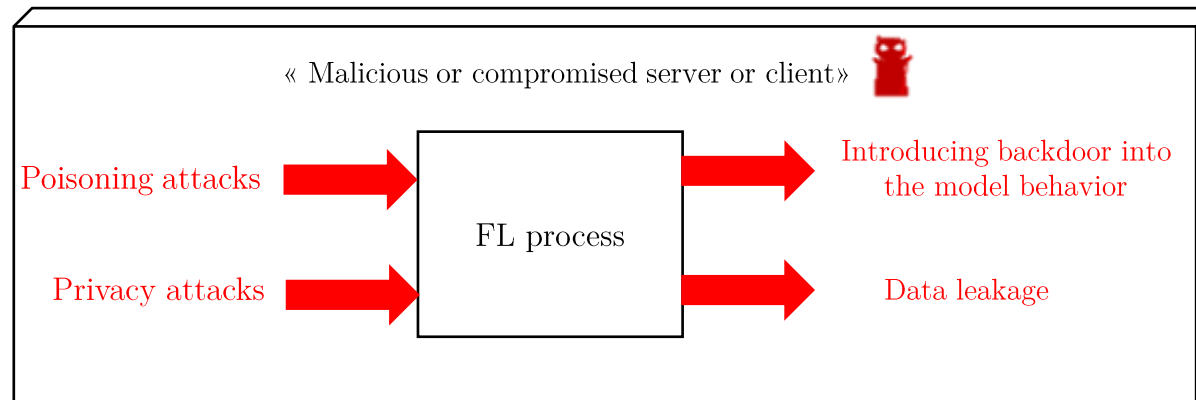 « Malicious or compromised server or client»
Poisoning attacks
Introducing backdoor into
the model behavior
FL process
Privacy attacks
Data leakage